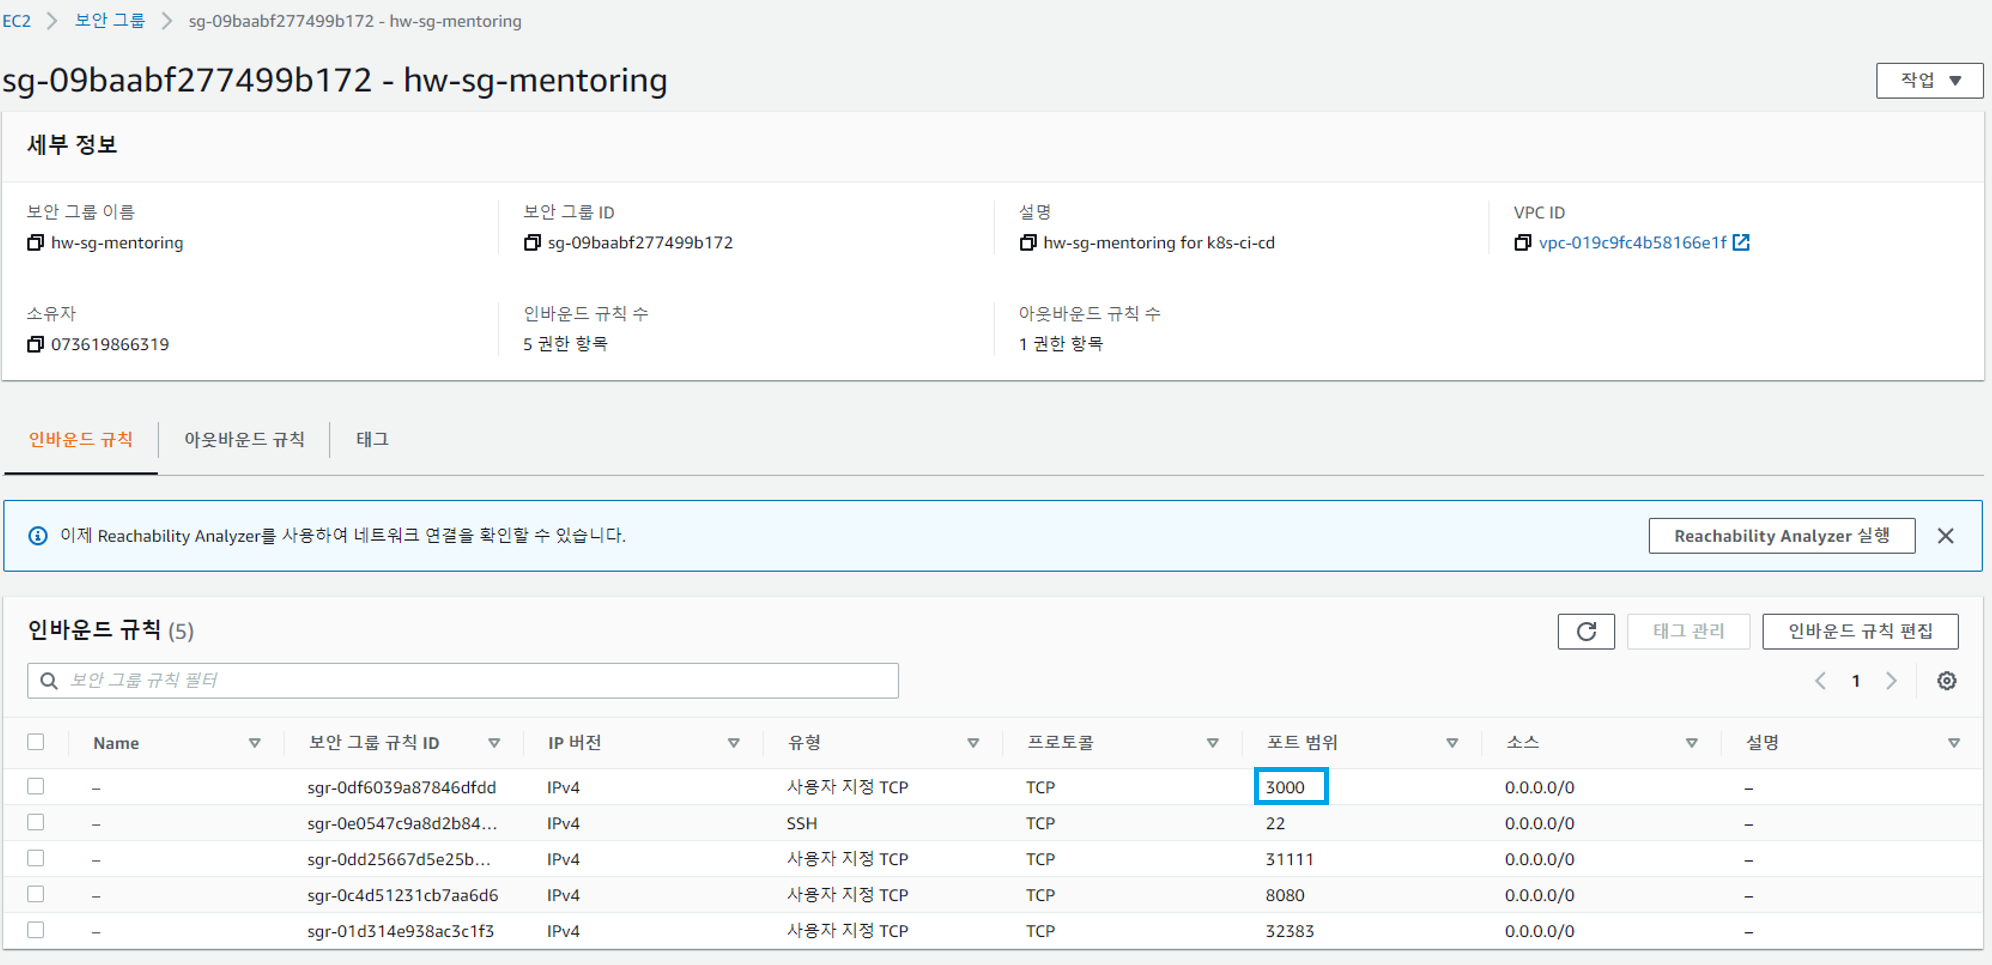 EC2 > 보안 그룹 > sg-09baabf277499b172 - hw-sg-mentoring
sg-09baabf277499b172 - hw-sg-mentoring
작업
세부 정보
보안 그룹 이름
hw-sg-mentoring
보안 그룹 ID
sg-09baabf277499b172
설명
hw-sg-mentoring for k8s-ci-cd
VPC ID
vpc-019c9fc4b58166e1f
소유자
073619866319
인바운드 규칙 수
5 권한 항목
아웃바운드 규칙 수
1 권한 항목
인바운드 규칙 아웃바운드 규칙 태그
이제 Reachability Analyzer를 사용하여 네트워크 연결을 확인할 수 있습니다. Reachability Analyzer 실행
인바운드 규칙 (5) 태그 관리 인바운드 규칙 편집
보안 그룹 규칙 필터 1
Name 보안 그룹 규칙 ID IP 버전 유형 프로토콜 포트 범위 소스 설명
– sgr-0df6039a87846dfdd IPv4 사용자 지정 TCP TCP 3000 0.0.0.0/0 –
– sgr-0e0547c9a8d2b84... IPv4 SSH TCP 22 0.0.0.0/0 –
– sgr-0dd25667d5e25b... IPv4 사용자 지정 TCP TCP 31111 0.0.0.0/0 –
– sgr-0c4d51231cb7aa6d6 IPv4 사용자 지정 TCP TCP 8080 0.0.0.0/0 –
– sgr-01d314e938ac3c1f3 IPv4 사용자 지정 TCP TCP 32383 0.0.0.0/0 –